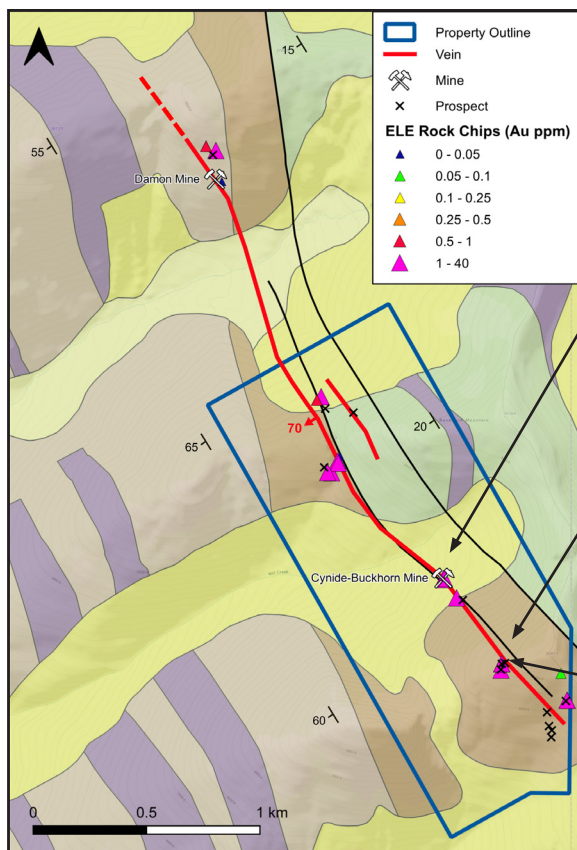 Property Outline
Vein
Mine
Prospect
ELE Rock Chips (Au ppm)
0 - 0.05
0.05 - 0.1
0.1 - 0.25
0.25 - 0.5
0.5 - 1
1 - 40
15
55
Damon Mine
65
70
20
Cynide-Buckhorn Mine
60
0 0.5 1 km